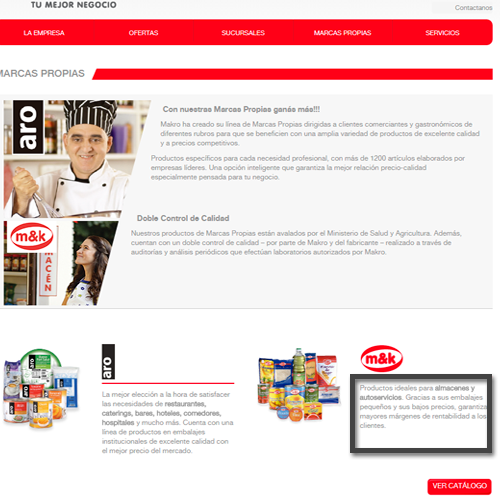 TU MEJOR NEGOCIO
Contactanos
LA EMPRESA OFERTAS SUCURSALES MARCAS PROPIAS SERVICIOS
MARCAS PROPIAS
aro
Con nuestras Marcas Propias ganás más!!!
Makro ha creado su línea de Marcas Propias dirigidas a clientes comerciantes y gastronómicos de
diferentes rubros para que se beneficien con una amplia variedad de productos de excelente calidad
y a precios competitivos.
Productos específicos para cada necesidad profesional, con más de 1200 artículos elaborados por
empresas líderes. Una opción inteligente que garantiza la mejor relación precio-calidad
especialmente pensada para tu negocio.
m&k
ACÉN
Doble Control de Calidad
Nuestros productos de Marcas Propias están avalados por el Ministerio de Salud y Agricultura. Además,
cuentan con un doble control de calidad – por parte de Makro y del fabricante – realizado a través de
auditorías y análisis periódicos que efectúan laboratorios autorizados por Makro.
aro
La mejor elección a la hora de satisfacer
las necesidades de restaurantes,
caterings, bares, hoteles, comedores,
hospitales y mucho más. Cuenta con una
línea de productos en embalajes
institucionales de excelente calidad con
el mejor precio del mercado.
m&k
Productos ideales para almacenes y
autoservicios. Gracias a sus embalajes
pequeños y sus bajos precios, garantiza
mayores márgenes de rentabilidad a los
clientes.
VER CATÁLOGO